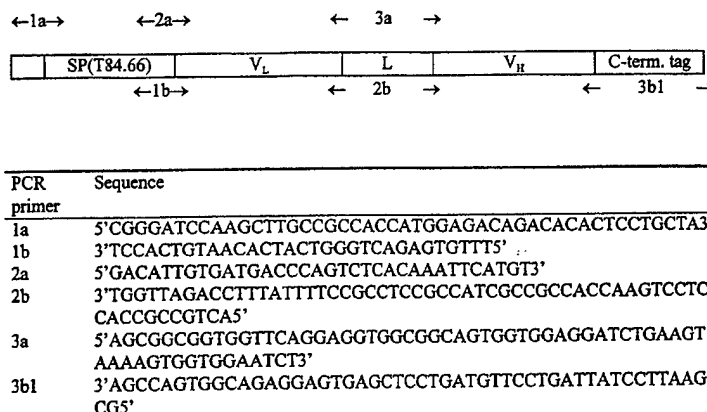 ←1a→ ←2a→ ← 3a →
SP(T84.66) V_L L V_H C-term. tag
←1b→ ← 2b → ← 3b1 →
PCR primer Sequence
1a 5'CGGGATCCAAGCTTGCCGCCACCATGGAGACAGACACACTCCTGCTA3
1b 3'TCCACTGTAACACTACTGGGTCAGAGTGTTT5'
2a 5'GACATTGTGATGACCCAGTCTCACAAATTCATGT3'
2b 3'TGGTTAGACCTTTATTTTCCGCCTCCGCCATCGCCGCCACCAAGTCCTC
CACCGCCGTCA5'
3a 5'AGCGGCGGTGGTTCAGGAGGTGGCGGCAGTGGTGGAGGATCTGAAGT
AAAAGTGGTGGAATCT3'
3b1 3'AGCCAGTGGCAGAGGAGTGAGCTCCTGATGTTCCTGATTATCCTTAAG
CG5'